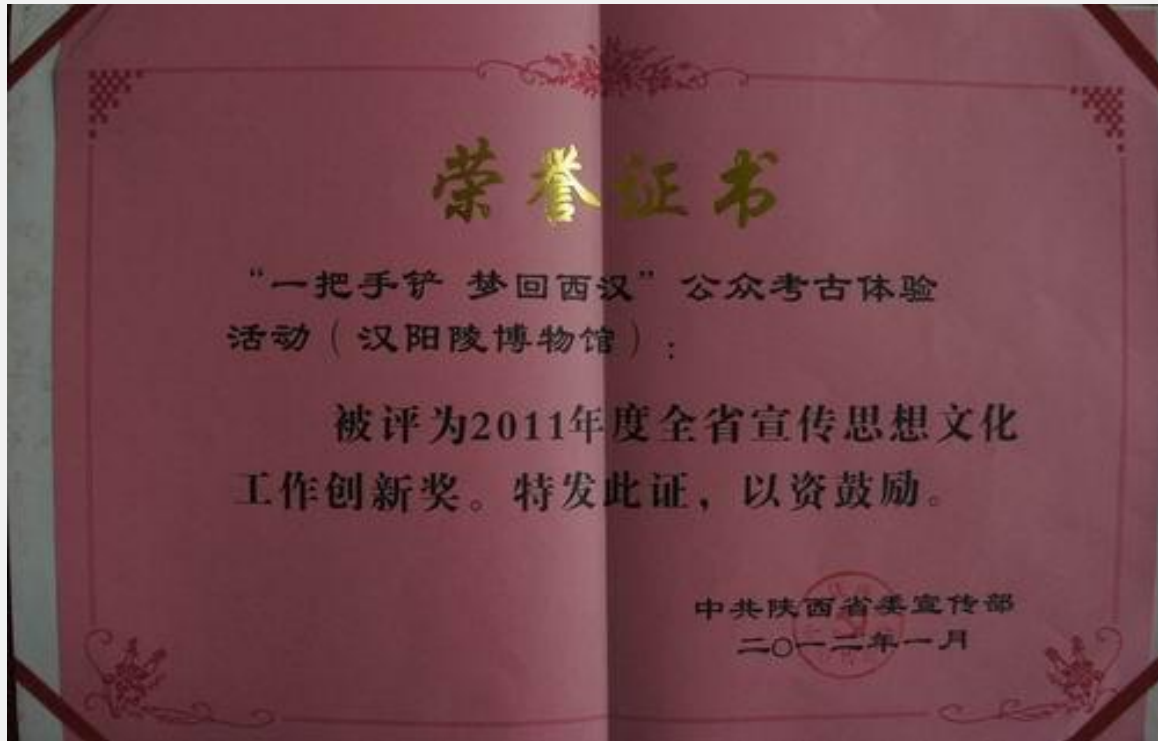 荣誉证书
“一把手铲 梦回西汉”公众考古体验
活动（汉阳陵博物馆）：
被评为2011年度全省宣传思想文化
工作创新奖。特发此证，以资鼓励。
中共陕西省委宣传部
二〇一二年一月